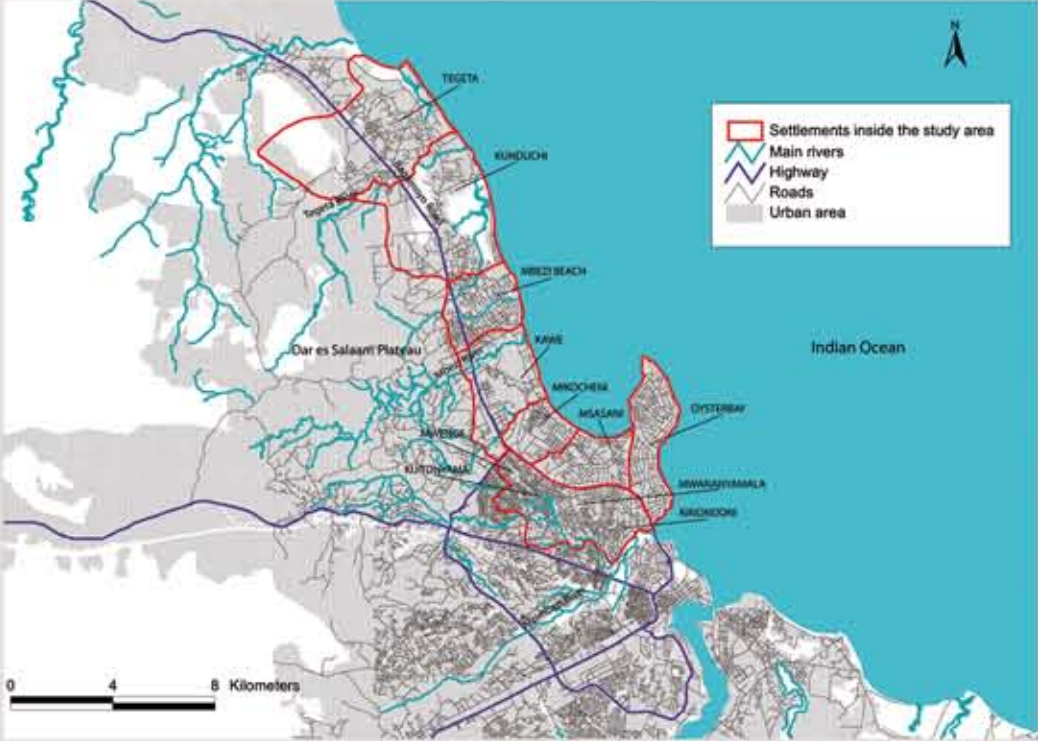 N
TEGETA
Settlements inside the study area
Main rivers
Highway
Roads
Urban area
KUNDUCHI
MBEZI BEACH
Dar es Salaam Plateau
KAWE
Indian Ocean
MIKOCHENI
MSASANI
OYSTERBAY
MWENGE
MWANANYAMALA
KINONDONI
0 4 8 Kilometers